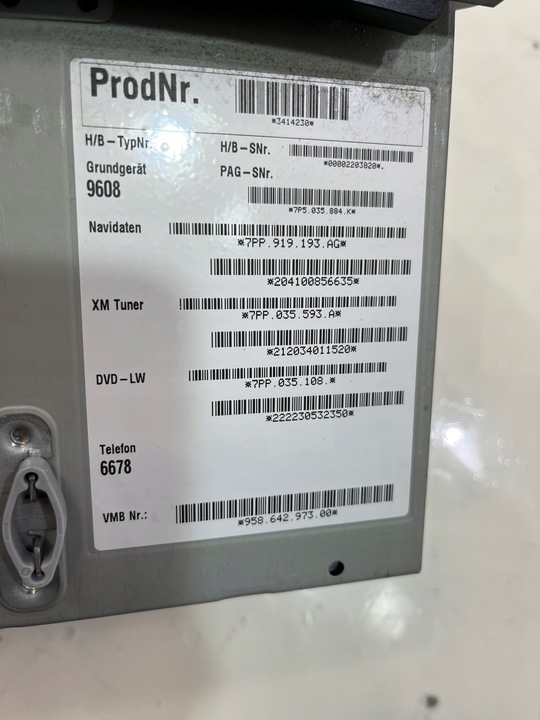 ProdNr.
*3414230*
H/B-TypNr. H/B-SNr.
*00002203820*.
Grundgerät PAG-SNr.
9608
*7P5.035.884.K*
Navidaten
*7PP.919.193.AG*
*204100856635*
XM Tuner
*7PP.035.593.A*
*212034011520*
DVD-LW
*7PP.035.108.*
*222230532350*
Telefon
6678
VMB Nr.:
*958.642.973.00*